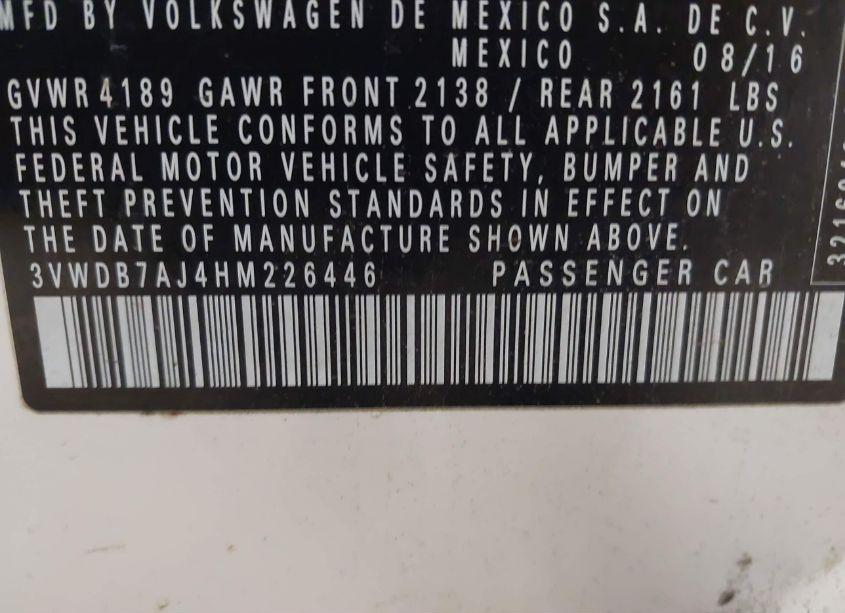 MFD BY VOLKSWAGEN DE MEXICO S.A. DE C.V.
MEXICO 08/16
GVWR 4189 GAWR FRONT 2138 / REAR 2161 LBS
THIS VEHICLE CONFORMS TO ALL APPLICABLE U.S.
FEDERAL MOTOR VEHICLE SAFETY, BUMPER AND
THEFT PREVENTION STANDARDS IN EFFECT ON
THE DATE OF MANUFACTURE SHOWN ABOVE.
3VWDB7AJ4HM226446 PASSENGER CAR